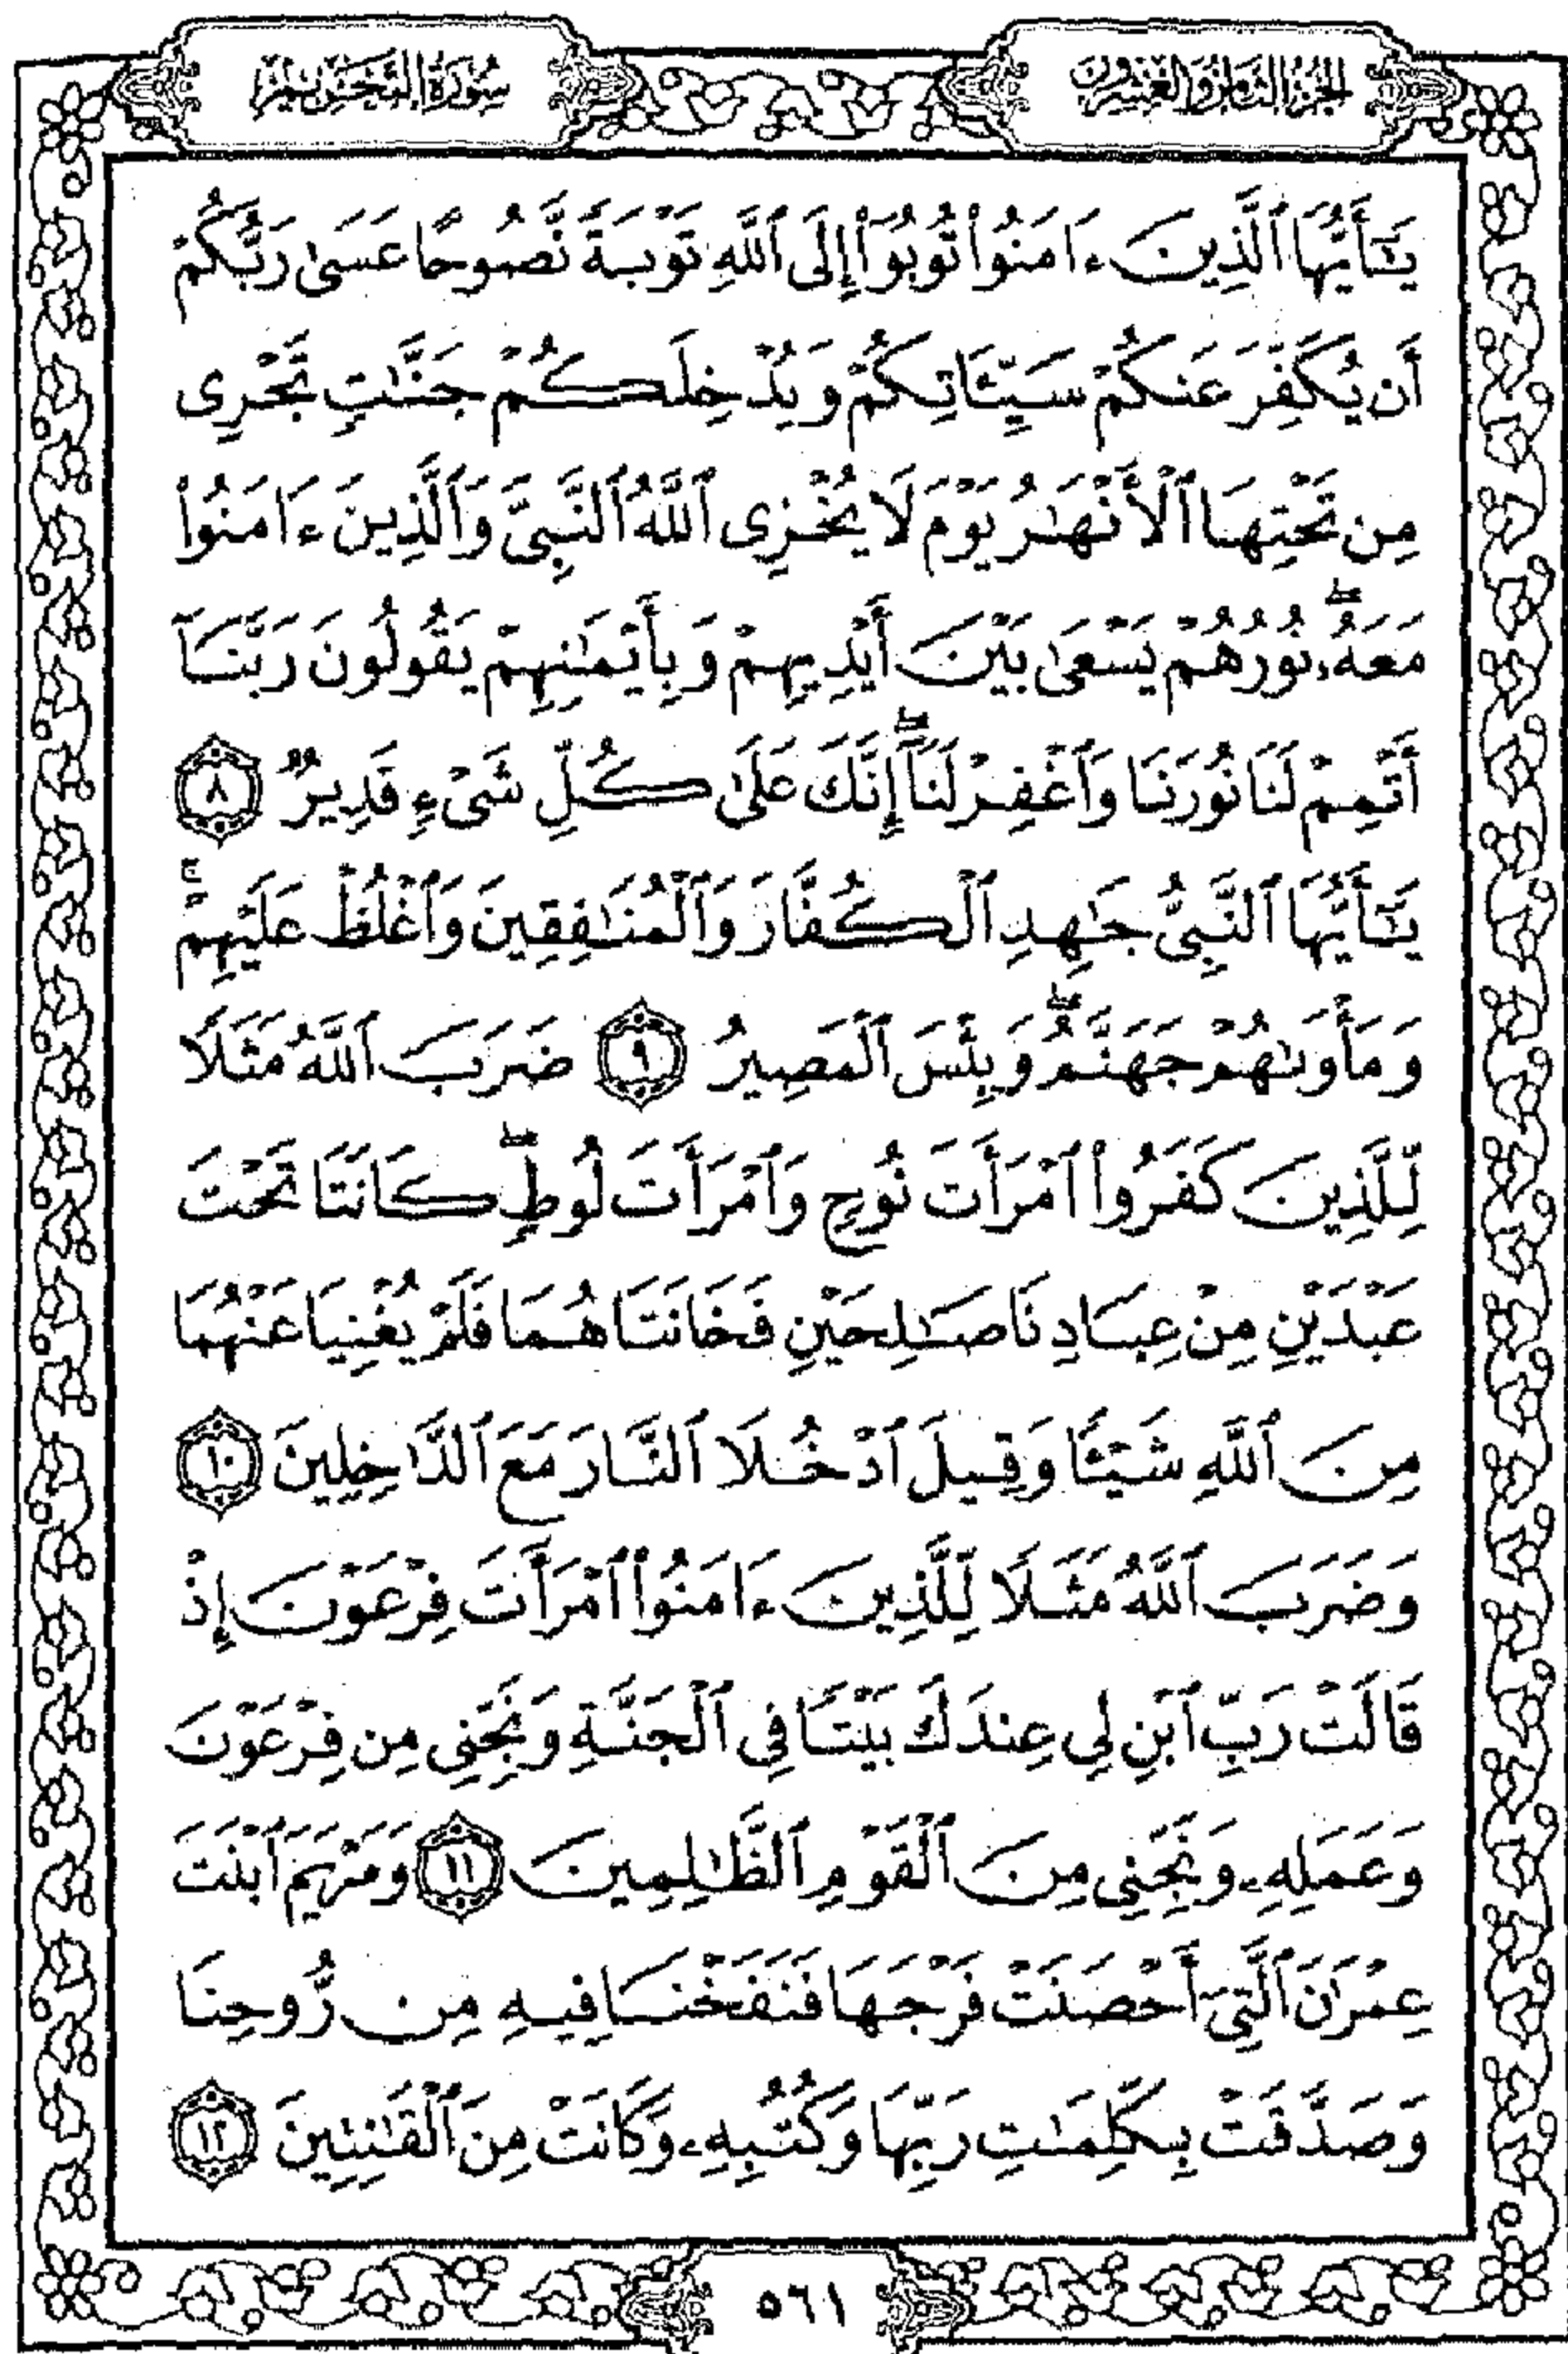 الجزء الثامن والعشرون
سورة التحريم
يَٰٓأَيُّهَا ٱلَّذِينَ ءَامَنُوا۟ تُوبُوٓا۟ إِلَى ٱللَّهِ تَوْبَةً نَّصُوحًا عَسَىٰ رَبُّكُمْ
أَن يُكَفِّرَ عَنكُمْ سَيِّـَٔاتِكُمْ وَيُدْخِلَكُمْ جَنَّٰتٍ تَجْرِى
مِن تَحْتِهَا ٱلْأَنْهَٰرُ يَوْمَ لَا يُخْزِى ٱللَّهُ ٱلنَّبِىَّ وَٱلَّذِينَ ءَامَنُوا۟
مَعَهُۥۖ نُورُهُمْ يَسْعَىٰ بَيْنَ أَيْدِيهِمْ وَبِأَيْمَٰنِهِمْ يَقُولُونَ رَبَّنَآ
أَتْمِمْ لَنَا نُورَنَا وَٱغْفِرْ لَنَآۖ إِنَّكَ عَلَىٰ كُلِّ شَىْءٍ قَدِيرٌ ٨
يَٰٓأَيُّهَا ٱلنَّبِىُّ جَٰهِدِ ٱلْكُفَّارَ وَٱلْمُنَٰفِقِينَ وَٱغْلُظْ عَلَيْهِمْۚ
وَمَأْوَىٰهُمْ جَهَنَّمُۖ وَبِئْسَ ٱلْمَصِيرُ ٩ ضَرَبَ ٱللَّهُ مَثَلًا
لِّلَّذِينَ كَفَرُوا۟ ٱمْرَأَتَ نُوحٍ وَٱمْرَأَتَ لُوطٍۖ كَانَتَا تَحْتَ
عَبْدَيْنِ مِنْ عِبَادِنَا صَٰلِحَيْنِ فَخَانَتَاهُمَا فَلَمْ يُغْنِيَا عَنْهُمَا
مِنَ ٱللَّهِ شَيْـًٔا وَقِيلَ ٱدْخُلَا ٱلنَّارَ مَعَ ٱلدَّٰخِلِينَ ١٠
وَضَرَبَ ٱللَّهُ مَثَلًا لِّلَّذِينَ ءَامَنُوا۟ ٱمْرَأَتَ فِرْعَوْنَ إِذْ
قَالَتْ رَبِّ ٱبْنِ لِى عِندَكَ بَيْتًا فِى ٱلْجَنَّةِ وَنَجِّنِى مِن فِرْعَوْنَ
وَعَمَلِهِۦ وَنَجِّنِى مِنَ ٱلْقَوْمِ ٱلظَّٰلِمِينَ ١١ وَمَرْيَمَ ٱبْنَتَ
عِمْرَٰنَ ٱلَّتِىٓ أَحْصَنَتْ فَرْجَهَا فَنَفَخْنَا فِيهِ مِن رُّوحِنَا
وَصَدَّقَتْ بِكَلِمَٰتِ رَبِّهَا وَكُتُبِهِۦ وَكَانَتْ مِنَ ٱلْقَٰنِتِينَ ١٢
٥٦١